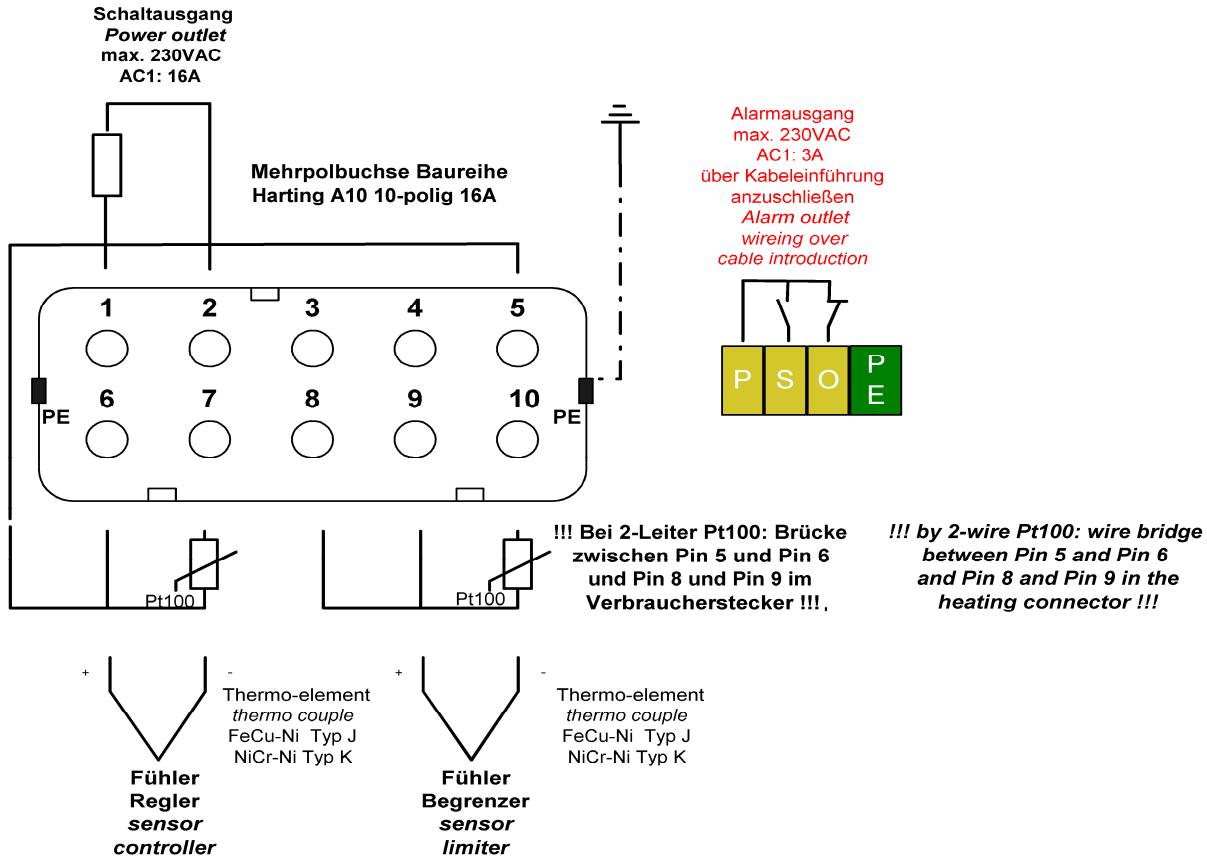 Schaltausgang
Power outlet
max. 230VAC
AC1: 16A
Mehrpolbuchse Baureihe
Harting A10 10-polig 16A
Alarmausgang
max. 230VAC
AC1: 3A
über Kabeleinführung
anzuschließen
Alarm outlet
wireing over
cable introduction
1 2 3 4 5
6 7 8 9 10
PE PE
P S O PE
!!! Bei 2-Leiter Pt100: Brücke
zwischen Pin 5 und Pin 6
und Pin 8 und Pin 9 im
Verbraucherstecker !!! .
!!! by 2-wire Pt100: wire bridge
between Pin 5 and Pin 6
and Pin 8 and Pin 9 in the
heating connector !!!
Pt100 Pt100
+ - + -
Thermo-element
thermo couple
FeCu-Ni Typ J
NiCr-Ni Typ K
Thermo-element
thermo couple
FeCu-Ni Typ J
NiCr-Ni Typ K
Fühler
Regler
sensor
controller
Fühler
Begrenzer
sensor
limiter